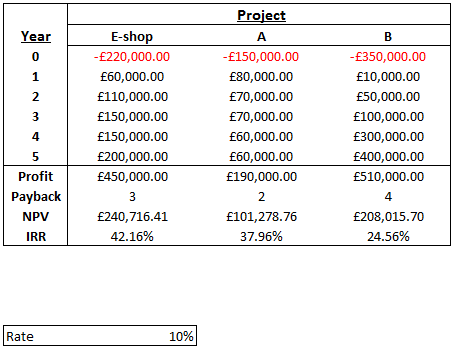 Project
Year E-shop A B
0 -£220,000.00 -£150,000.00 -£350,000.00
1 £60,000.00 £80,000.00 £10,000.00
2 £110,000.00 £70,000.00 £50,000.00
3 £150,000.00 £70,000.00 £100,000.00
4 £150,000.00 £60,000.00 £300,000.00
5 £200,000.00 £60,000.00 £400,000.00
Profit £450,000.00 £190,000.00 £510,000.00
Payback 3 2 4
NPV £240,716.41 £101,278.76 £208,015.70
IRR 42.16% 37.96% 24.56%
Rate 10%